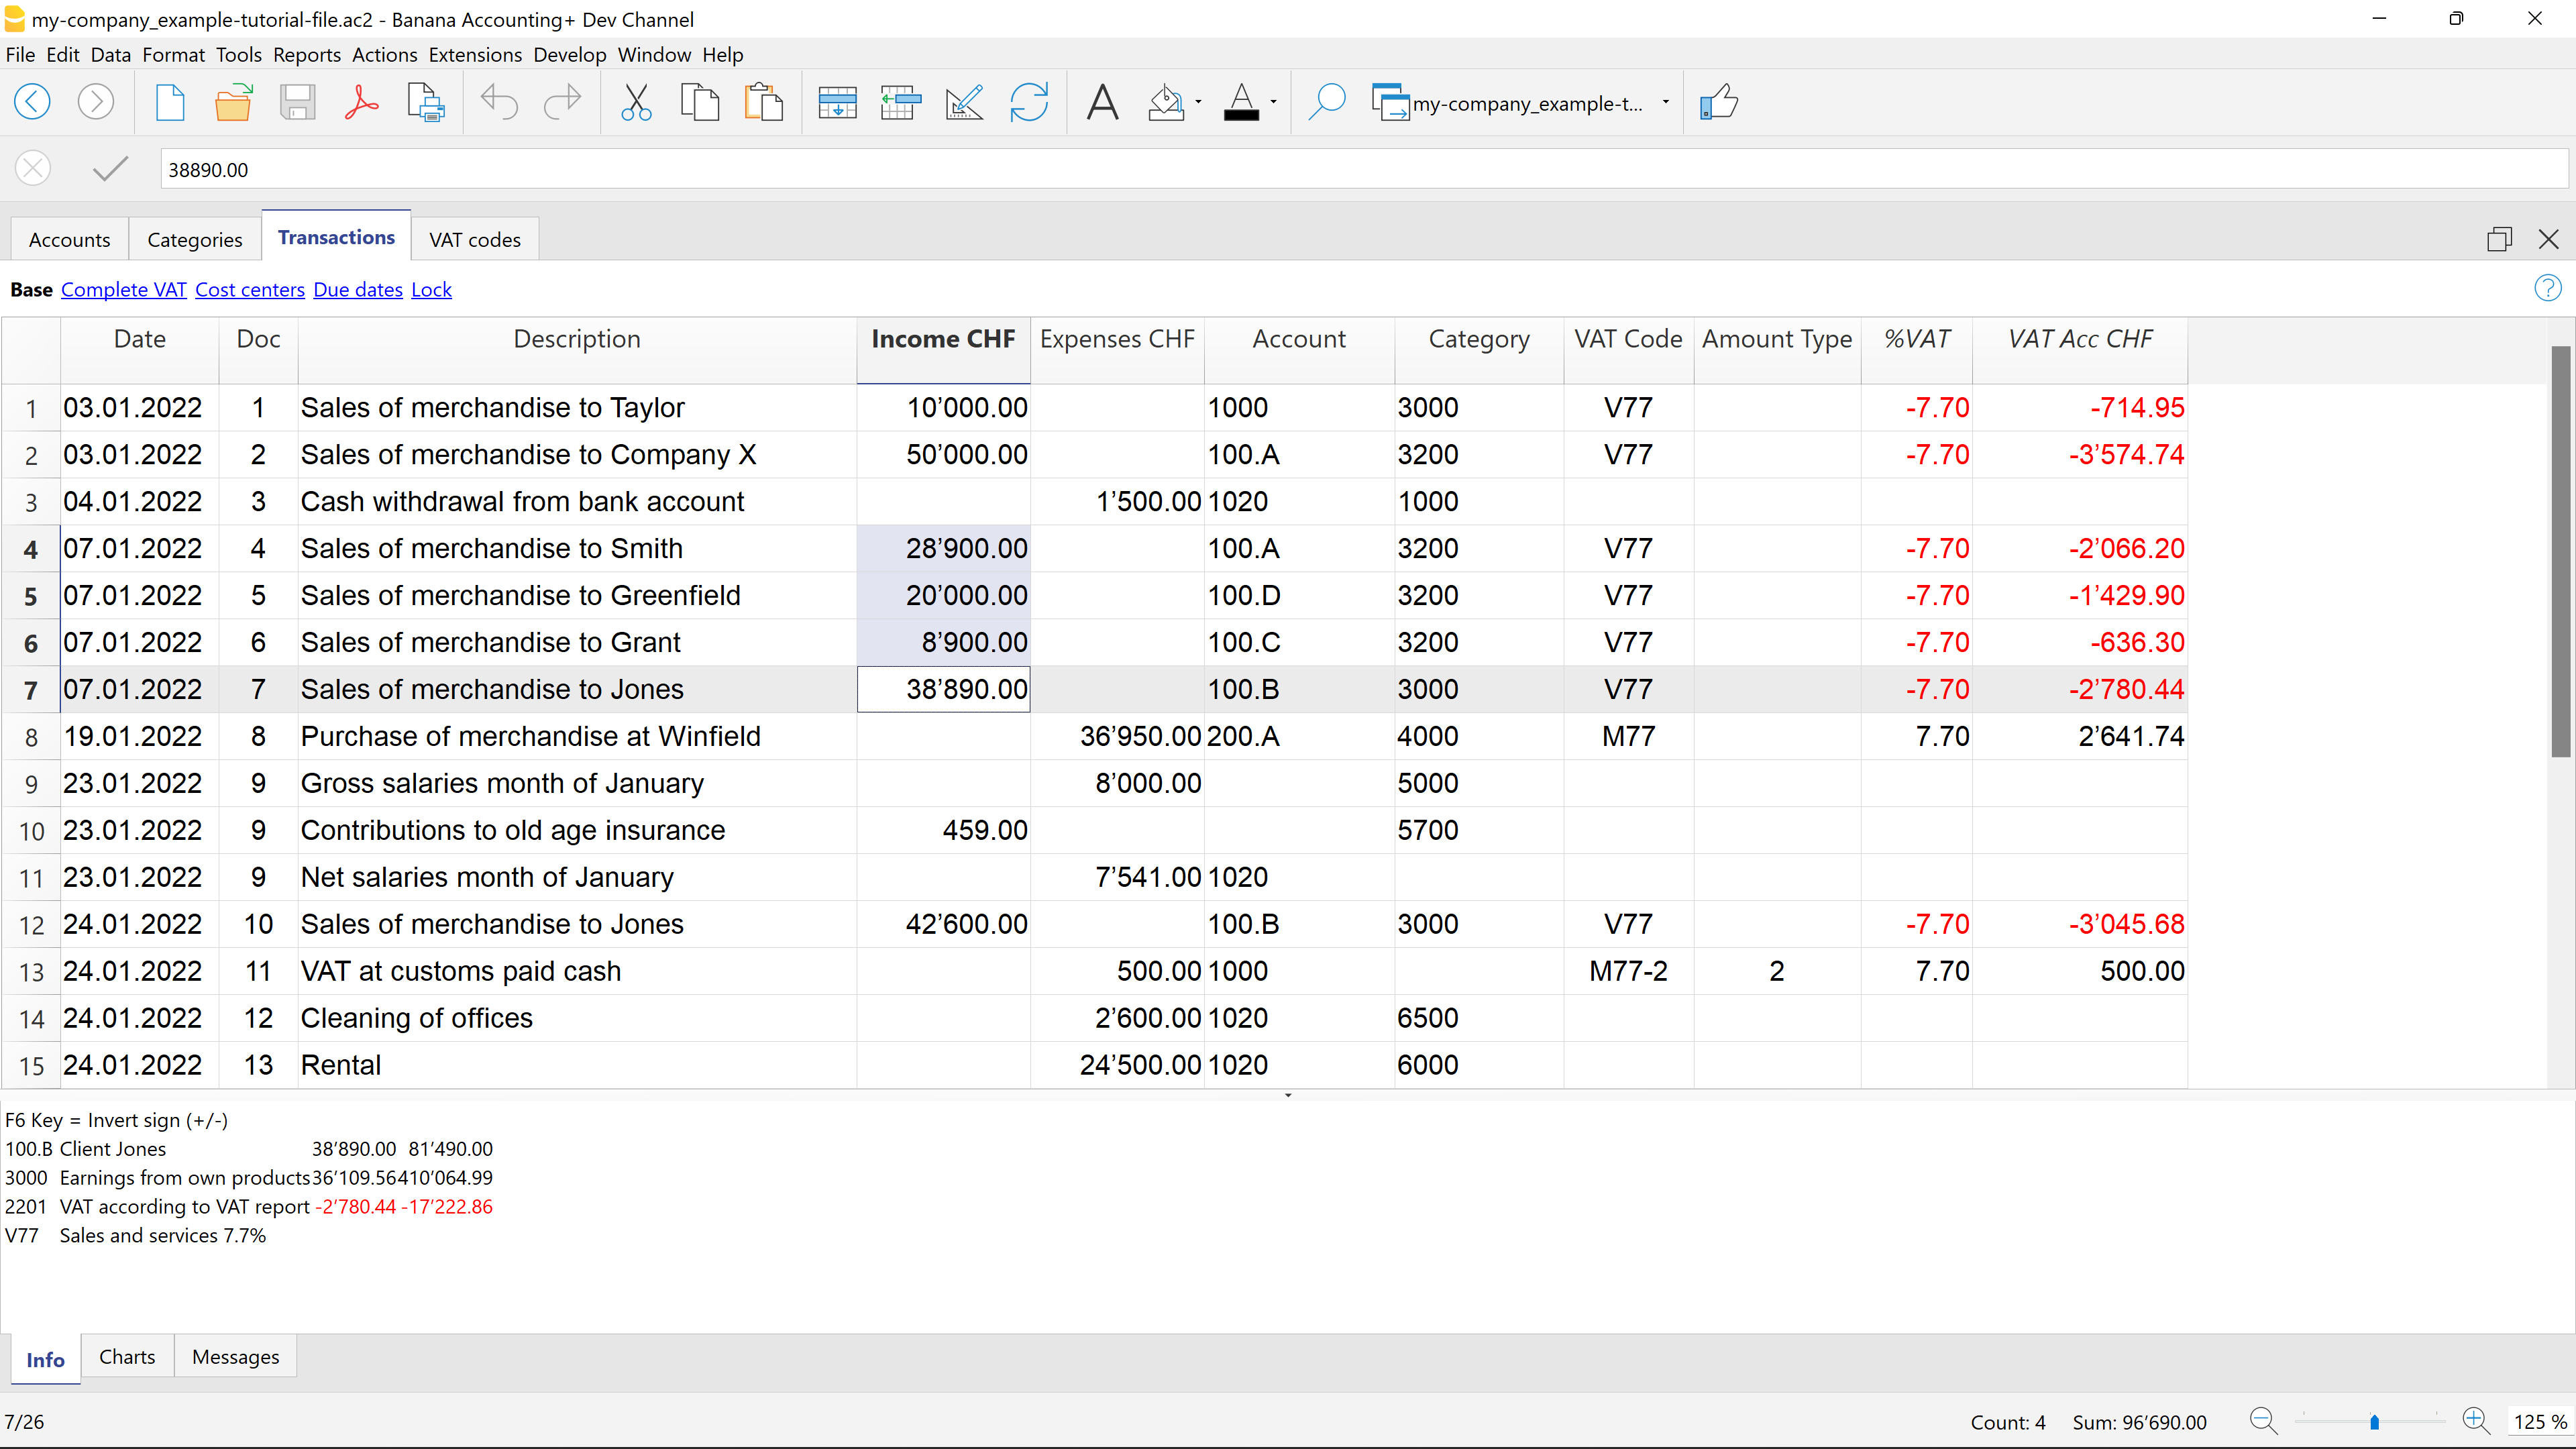 my-company_example-tutorial-file.ac2 - Banana Accounting+ Dev Channel
File Edit Data Format Tools Reports Actions Extensions Develop Window Help
my-company_example-t...
38890.00
Accounts Categories Transactions VAT codes
Base Complete VAT Cost centers Due dates Lock
Date Doc Description Income CHF Expenses CHF Account Category VAT Code Amount Type %VAT VAT Acc CHF
1 03.01.2022 1 Sales of merchandise to Taylor 10’000.00 1000 3000 V77 -7.70 -714.95
2 03.01.2022 2 Sales of merchandise to Company X 50’000.00 100.A 3200 V77 -7.70 -3’574.74
3 04.01.2022 3 Cash withdrawal from bank account 1’500.00 1020 1000
4 07.01.2022 4 Sales of merchandise to Smith 28’900.00 100.A 3200 V77 -7.70 -2’066.20
5 07.01.2022 5 Sales of merchandise to Greenfield 20’000.00 100.D 3200 V77 -7.70 -1’429.90
6 07.01.2022 6 Sales of merchandise to Grant 8’900.00 100.C 3200 V77 -7.70 -636.30
7 07.01.2022 7 Sales of merchandise to Jones 38’890.00 100.B 3000 V77 -7.70 -2’780.44
8 19.01.2022 8 Purchase of merchandise at Winfield 36’950.00 200.A 4000 M77 7.70 2’641.74
9 23.01.2022 9 Gross salaries month of January 8’000.00 5000
10 23.01.2022 9 Contributions to old age insurance 459.00 5700
11 23.01.2022 9 Net salaries month of January 7’541.00 1020
12 24.01.2022 10 Sales of merchandise to Jones 42’600.00 100.B 3000 V77 -7.70 -3’045.68
13 24.01.2022 11 VAT at customs paid cash 500.00 1000 M77-2 2 7.70 500.00
14 24.01.2022 12 Cleaning of offices 2’600.00 1020 6500
15 24.01.2022 13 Rental 24’500.00 1020 6000
F6 Key = Invert sign (+/-)
100.B Client Jones 38’890.00 81’490.00
3000 Earnings from own products 36’109.56 410’064.99
2201 VAT according to VAT report -2’780.44 -17’222.86
V77 Sales and services 7.7%
Info Charts Messages
7/26 Count: 4 Sum: 96’690.00 125 %